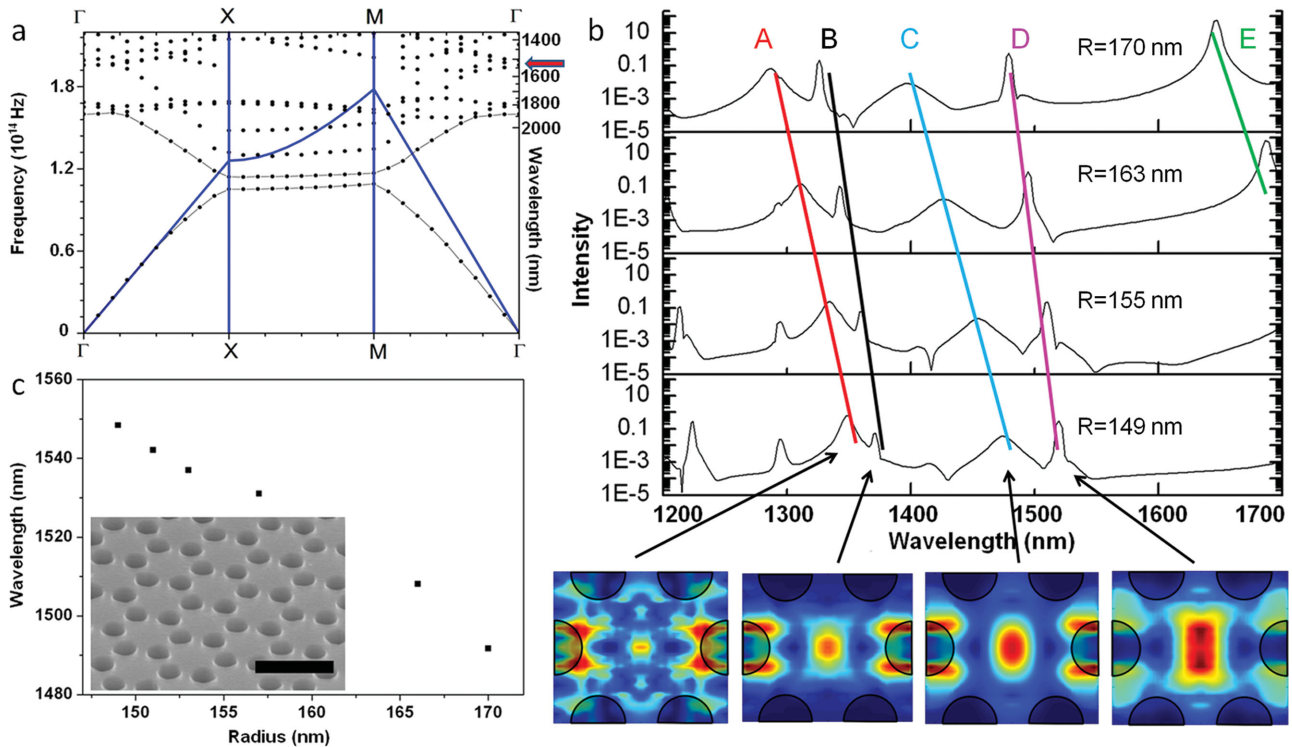 a
Γ X M Γ
Frequency (10¹⁴ Hz)
1.8
1.2
0.6
0
1400
1600
1800
2000
Wavelength (nm)
Γ X M Γ
b
A B C D E
Intensity
10
0.1
1E-3
1E-5
R=170 nm
10
0.1
1E-3
1E-5
R=163 nm
10
0.1
1E-3
1E-5
R=155 nm
10
0.1
1E-3
1E-5
R=149 nm
1200 1300 1400 1500 1600 1700
Wavelength (nm)
c
Wavelength (nm)
1560
1540
1520
1500
1480
150 155 160 165 170
Radius (nm)